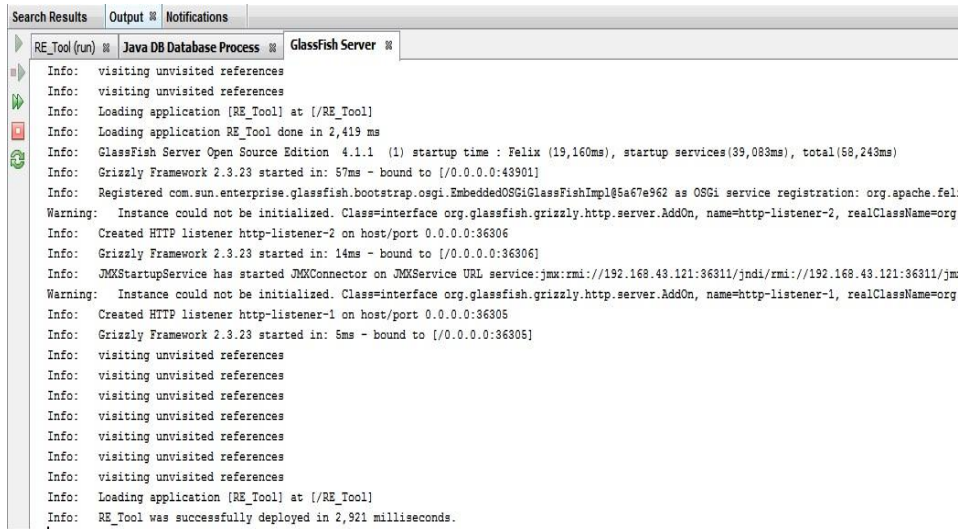 Search Results Output Notifications
RE_Tool (run) Java DB Database Process GlassFish Server
Info: visiting unvisited references
Info: visiting unvisited references
Info: Loading application [RE_Tool] at [/RE_Tool]
Info: Loading application RE_Tool done in 2,419 ms
Info: GlassFish Server Open Source Edition 4.1.1 (1) startup time : Felix (19,160ms), startup services(39,083ms), total(58,243ms)
Info: Grizzly Framework 2.3.23 started in: 57ms - bound to [/0.0.0.0:43901]
Info: Registered com.sun.enterprise.glassfish.bootstrap.osgi.EmbeddedOSGiGlassFishImpl@5a67e962 as OSGi service registration: org.apache.fel
Warning: Instance could not be initialized. Class=interface org.glassfish.grizzly.http.server.AddOn, name=http-listener-2, realClassName=org
Info: Created HTTP listener http-listener-2 on host/port 0.0.0.0:36306
Info: Grizzly Framework 2.3.23 started in: 14ms - bound to [/0.0.0.0:36306]
Info: JMXStartupService has started JMXConnector on JMXService URL service:jmx:rmi://192.168.43.121:36311/jndi/rmi://192.168.43.121:36311/jm
Warning: Instance could not be initialized. Class=interface org.glassfish.grizzly.http.server.AddOn, name=http-listener-1, realClassName=org
Info: Created HTTP listener http-listener-1 on host/port 0.0.0.0:36305
Info: Grizzly Framework 2.3.23 started in: 5ms - bound to [/0.0.0.0:36305]
Info: visiting unvisited references
Info: visiting unvisited references
Info: visiting unvisited references
Info: visiting unvisited references
Info: visiting unvisited references
Info: visiting unvisited references
Info: visiting unvisited references
Info: Loading application [RE_Tool] at [/RE_Tool]
Info: RE_Tool was successfully deployed in 2,921 milliseconds.